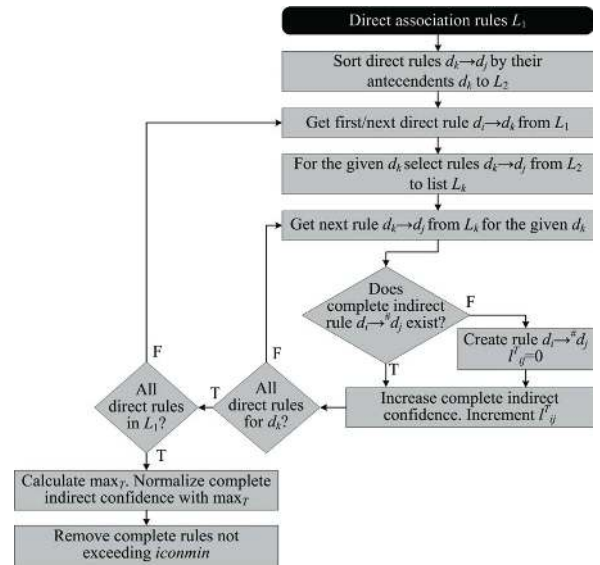 Direct association rules L₁
Sort direct rules dₖ→dⱼ by their
antecendents dₖ to L₂
Get first/next direct rule dᵢ→dₖ from L₁
For the given dₖ select rules dₖ→dⱼ from L₂
to list Lₖ
Get next rule dₖ→dⱼ from Lₖ for the given dₖ
Does
complete indirect
rule dᵢ→#dⱼ exist?
F
Create rule dᵢ→#dⱼ
lᵀᵢⱼ=0
T
Increase complete indirect
confidence. Increment lᵀᵢⱼ
All
direct rules
for dₖ?
F
T
All
direct rules
in L₁?
F
T
Calculate max_T. Normalize complete
indirect confidence with max_T
Remove complete rules not
exceeding iconmin